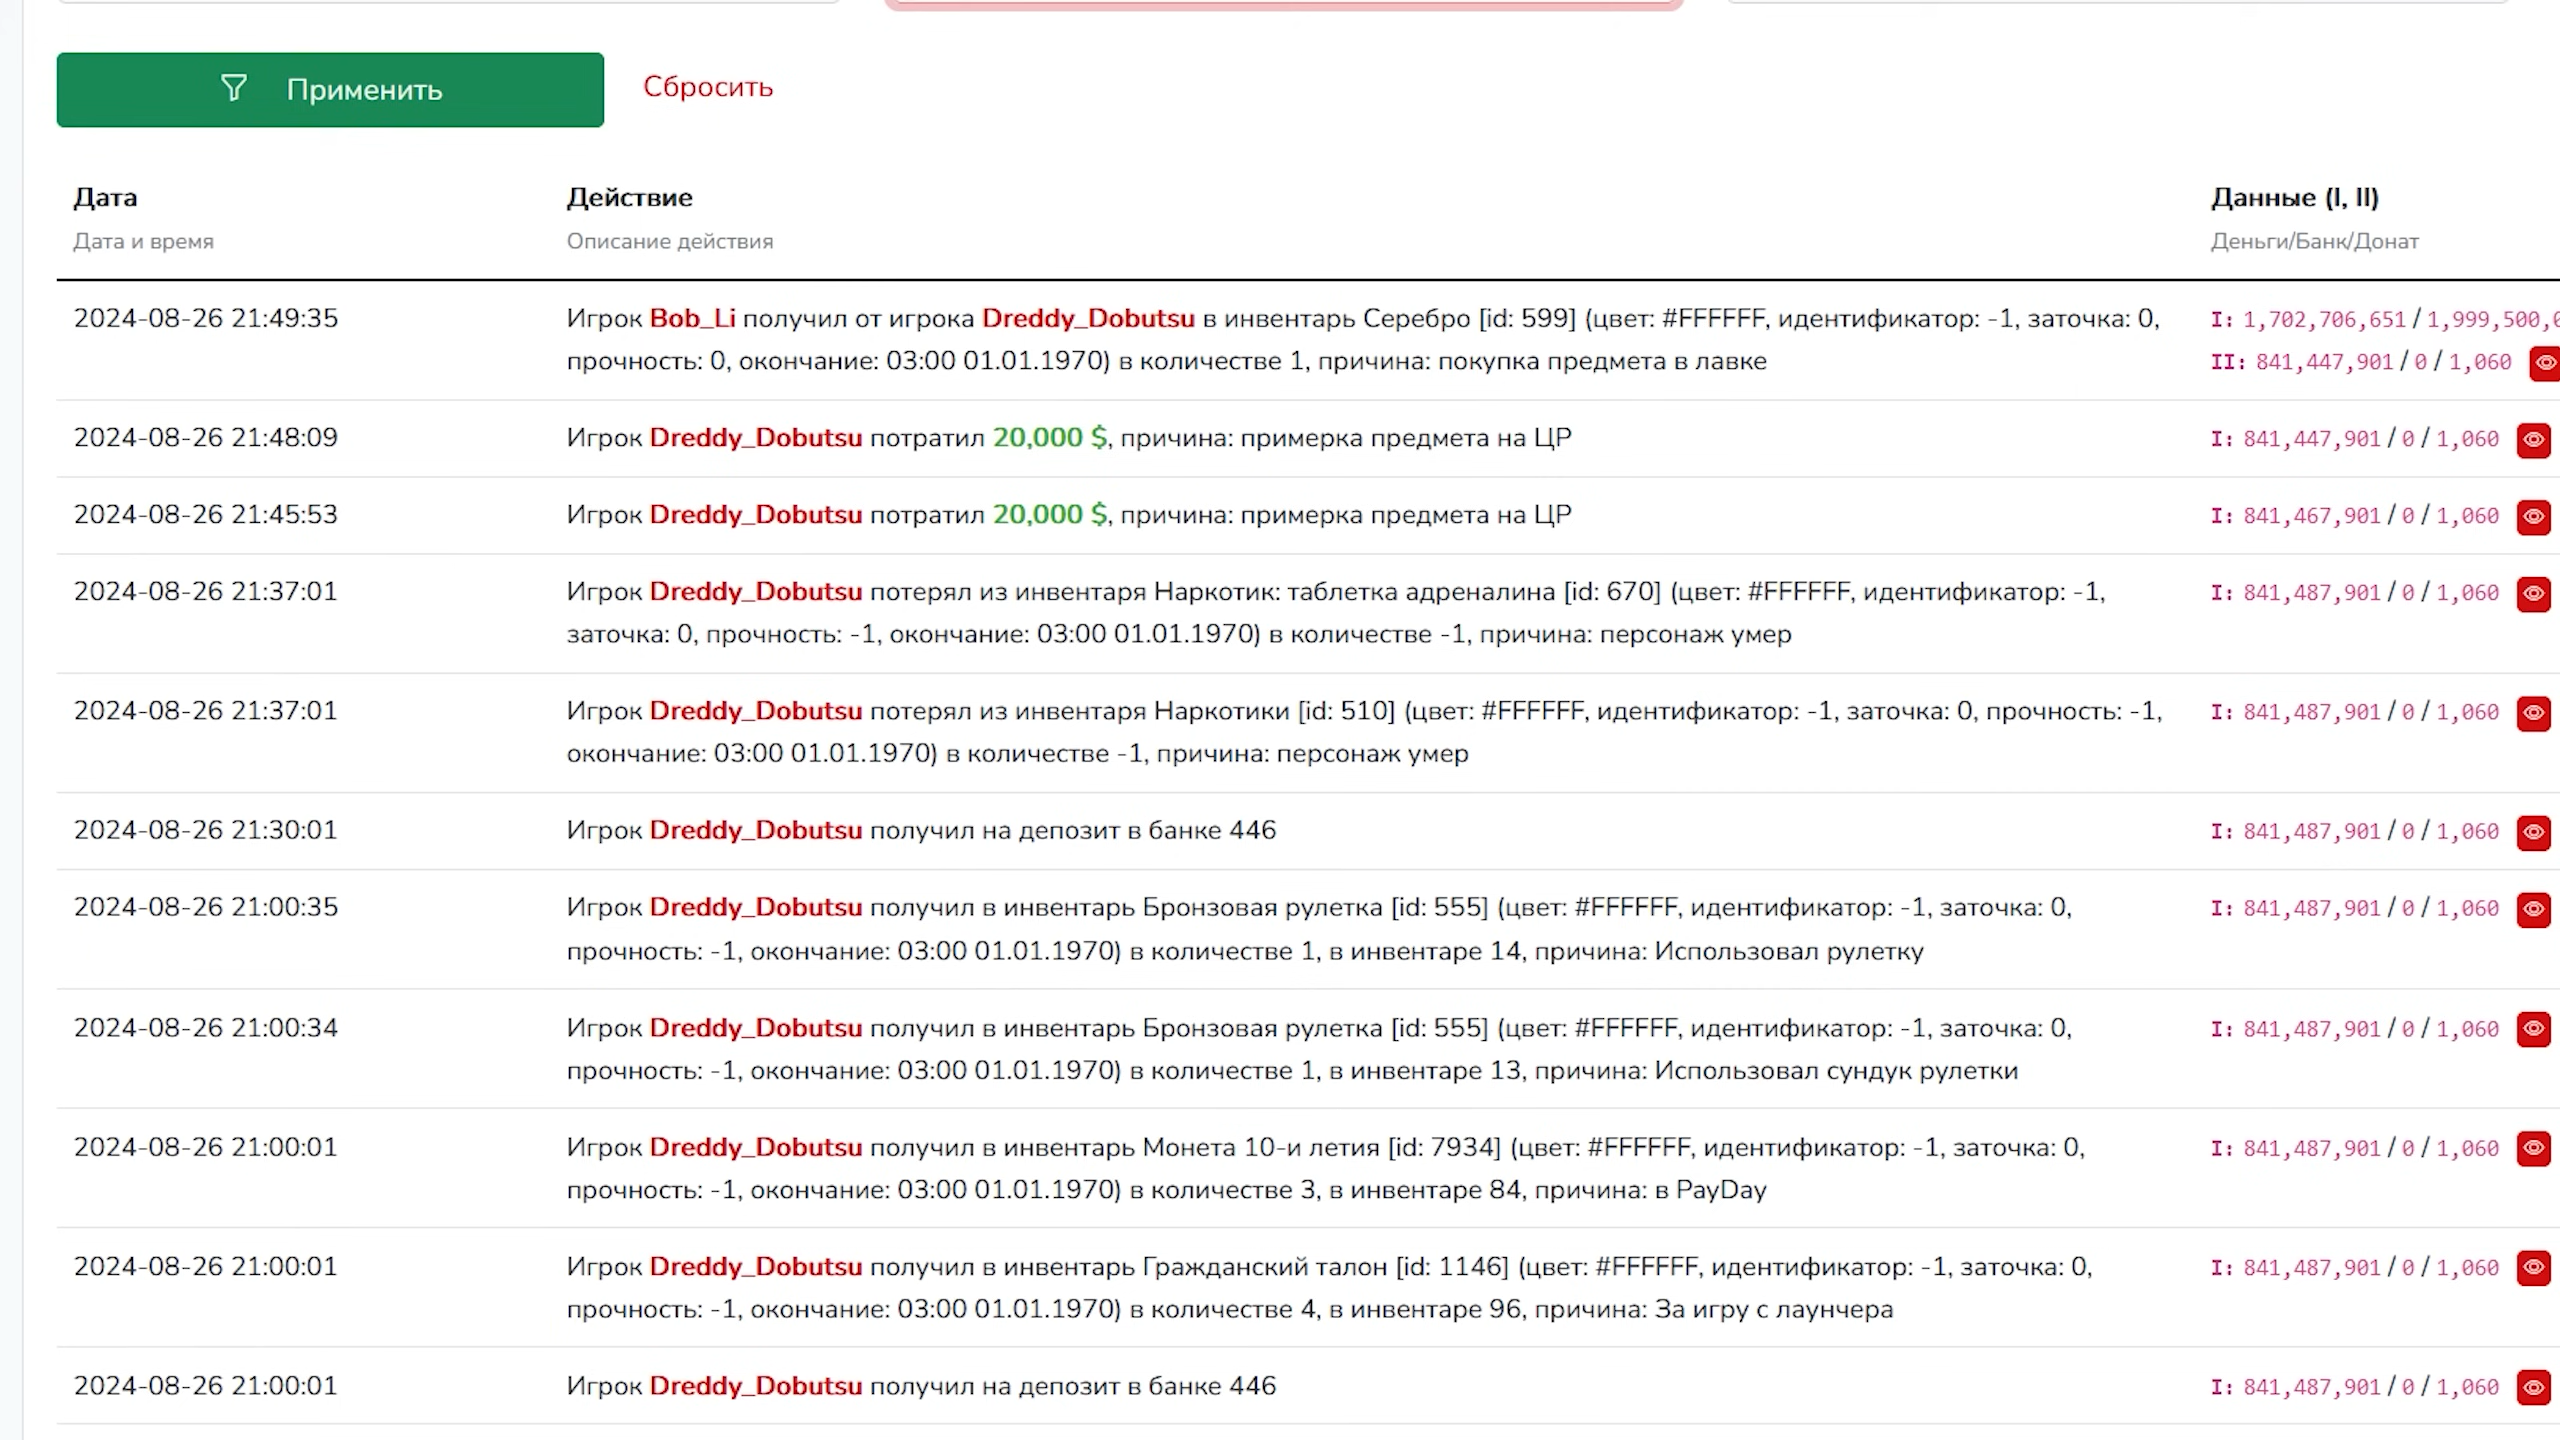 Применить Сбросить
Дата Действие Данные (I, II)
Дата и время Описание действия Деньги/Банк/Донат
2024-08-26 21:49:35 Игрок Bob_Li получил от игрока Dreddy_Dobutsu в инвентарь Серебро [id: 599] (цвет: #FFFFFF, идентификатор: -1, заточка: 0, I: 1,702,706,651 / 1,999,500,0
прочность: 0, окончание: 03:00 01.01.1970) в количестве 1, причина: покупка предмета в лавке II: 841,447,901 / 0 / 1,060
2024-08-26 21:48:09 Игрок Dreddy_Dobutsu потратил 20,000 $, причина: примерка предмета на ЦР I: 841,447,901 / 0 / 1,060
2024-08-26 21:45:53 Игрок Dreddy_Dobutsu потратил 20,000 $, причина: примерка предмета на ЦР I: 841,467,901 / 0 / 1,060
2024-08-26 21:37:01 Игрок Dreddy_Dobutsu потерял из инвентаря Наркотик: таблетка адреналина [id: 670] (цвет: #FFFFFF, идентификатор: -1, I: 841,487,901 / 0 / 1,060
заточка: 0, прочность: -1, окончание: 03:00 01.01.1970) в количестве -1, причина: персонаж умер
2024-08-26 21:37:01 Игрок Dreddy_Dobutsu потерял из инвентаря Наркотики [id: 510] (цвет: #FFFFFF, идентификатор: -1, заточка: 0, прочность: -1, I: 841,487,901 / 0 / 1,060
окончание: 03:00 01.01.1970) в количестве -1, причина: персонаж умер
2024-08-26 21:30:01 Игрок Dreddy_Dobutsu получил на депозит в банке 446 I: 841,487,901 / 0 / 1,060
2024-08-26 21:00:35 Игрок Dreddy_Dobutsu получил в инвентарь Бронзовая рулетка [id: 555] (цвет: #FFFFFF, идентификатор: -1, заточка: 0, I: 841,487,901 / 0 / 1,060
прочность: -1, окончание: 03:00 01.01.1970) в количестве 1, в инвентаре 14, причина: Использовал рулетку
2024-08-26 21:00:34 Игрок Dreddy_Dobutsu получил в инвентарь Бронзовая рулетка [id: 555] (цвет: #FFFFFF, идентификатор: -1, заточка: 0, I: 841,487,901 / 0 / 1,060
прочность: -1, окончание: 03:00 01.01.1970) в количестве 1, в инвентаре 13, причина: Использовал сундук рулетки
2024-08-26 21:00:01 Игрок Dreddy_Dobutsu получил в инвентарь Монета 10-и летия [id: 7934] (цвет: #FFFFFF, идентификатор: -1, заточка: 0, I: 841,487,901 / 0 / 1,060
прочность: -1, окончание: 03:00 01.01.1970) в количестве 3, в инвентаре 84, причина: в PayDay
2024-08-26 21:00:01 Игрок Dreddy_Dobutsu получил в инвентарь Гражданский талон [id: 1146] (цвет: #FFFFFF, идентификатор: -1, заточка: 0, I: 841,487,901 / 0 / 1,060
прочность: -1, окончание: 03:00 01.01.1970) в количестве 4, в инвентаре 96, причина: За игру с лаунчера
2024-08-26 21:00:01 Игрок Dreddy_Dobutsu получил на депозит в банке 446 I: 841,487,901 / 0 / 1,060